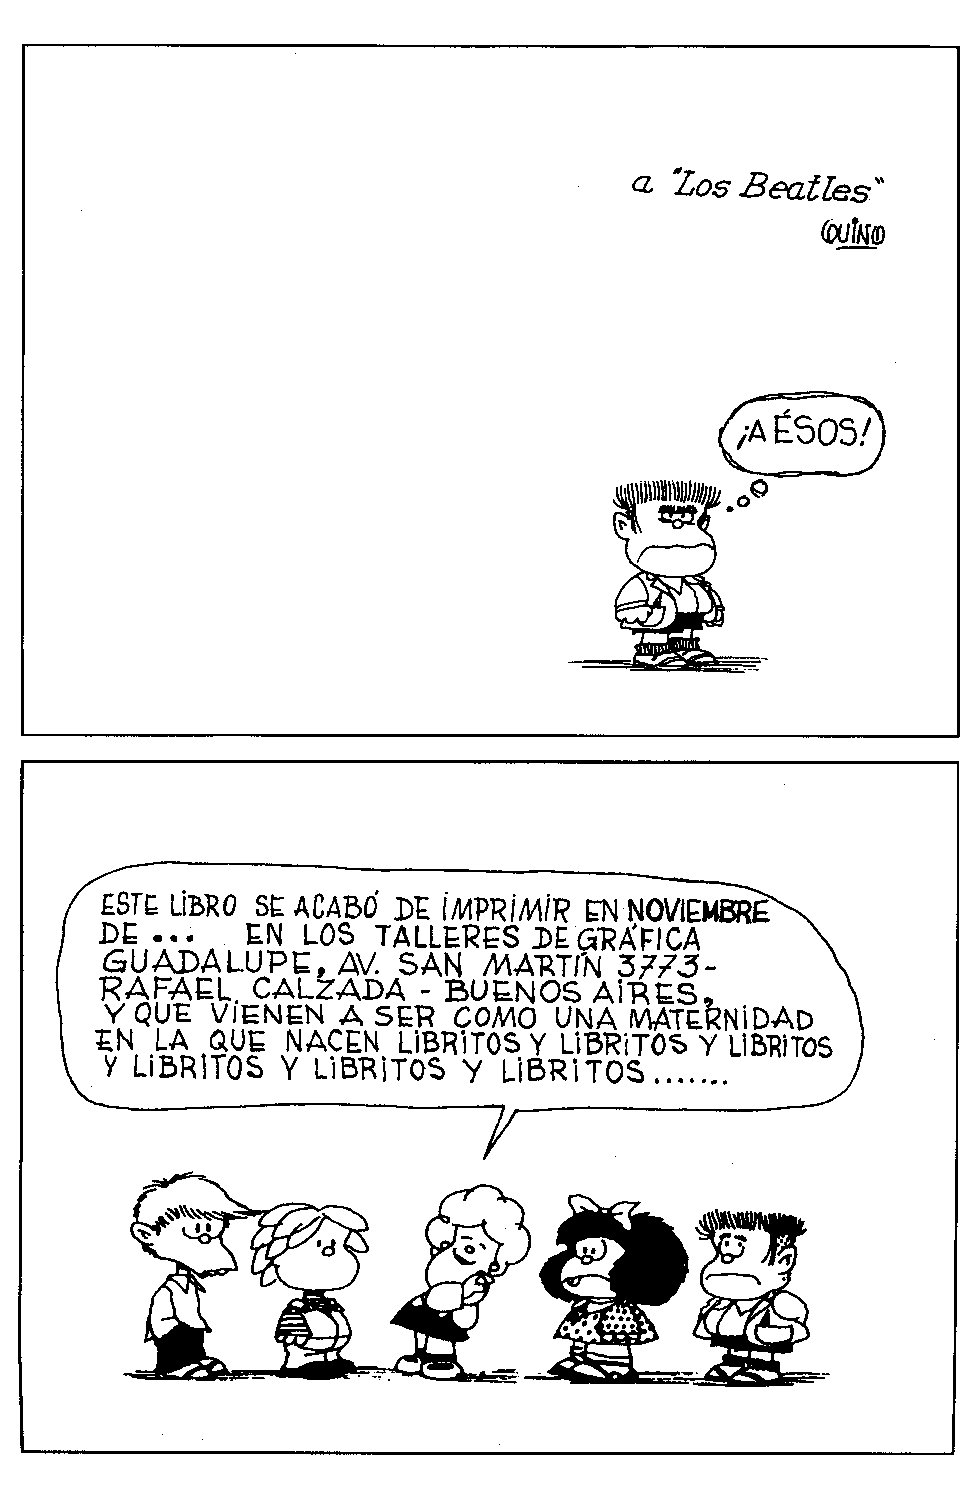 a "Los Beatles"
QUINO
¡A ÉSOS!
ESTE LIBRO SE ACABÓ DE IMPRIMIR EN NOVIEMBRE
DE ... EN LOS TALLERES DE GRÁFICA
GUADALUPE, AV. SAN MARTÍN 3773-
RAFAEL CALZADA - BUENOS AIRES,
Y QUE VIENEN A SER COMO UNA MATERNIDAD
EN LA QUE NACEN LIBRITOS Y LIBRITOS Y LIBRITOS
Y LIBRITOS Y LIBRITOS Y LIBRITOS.......